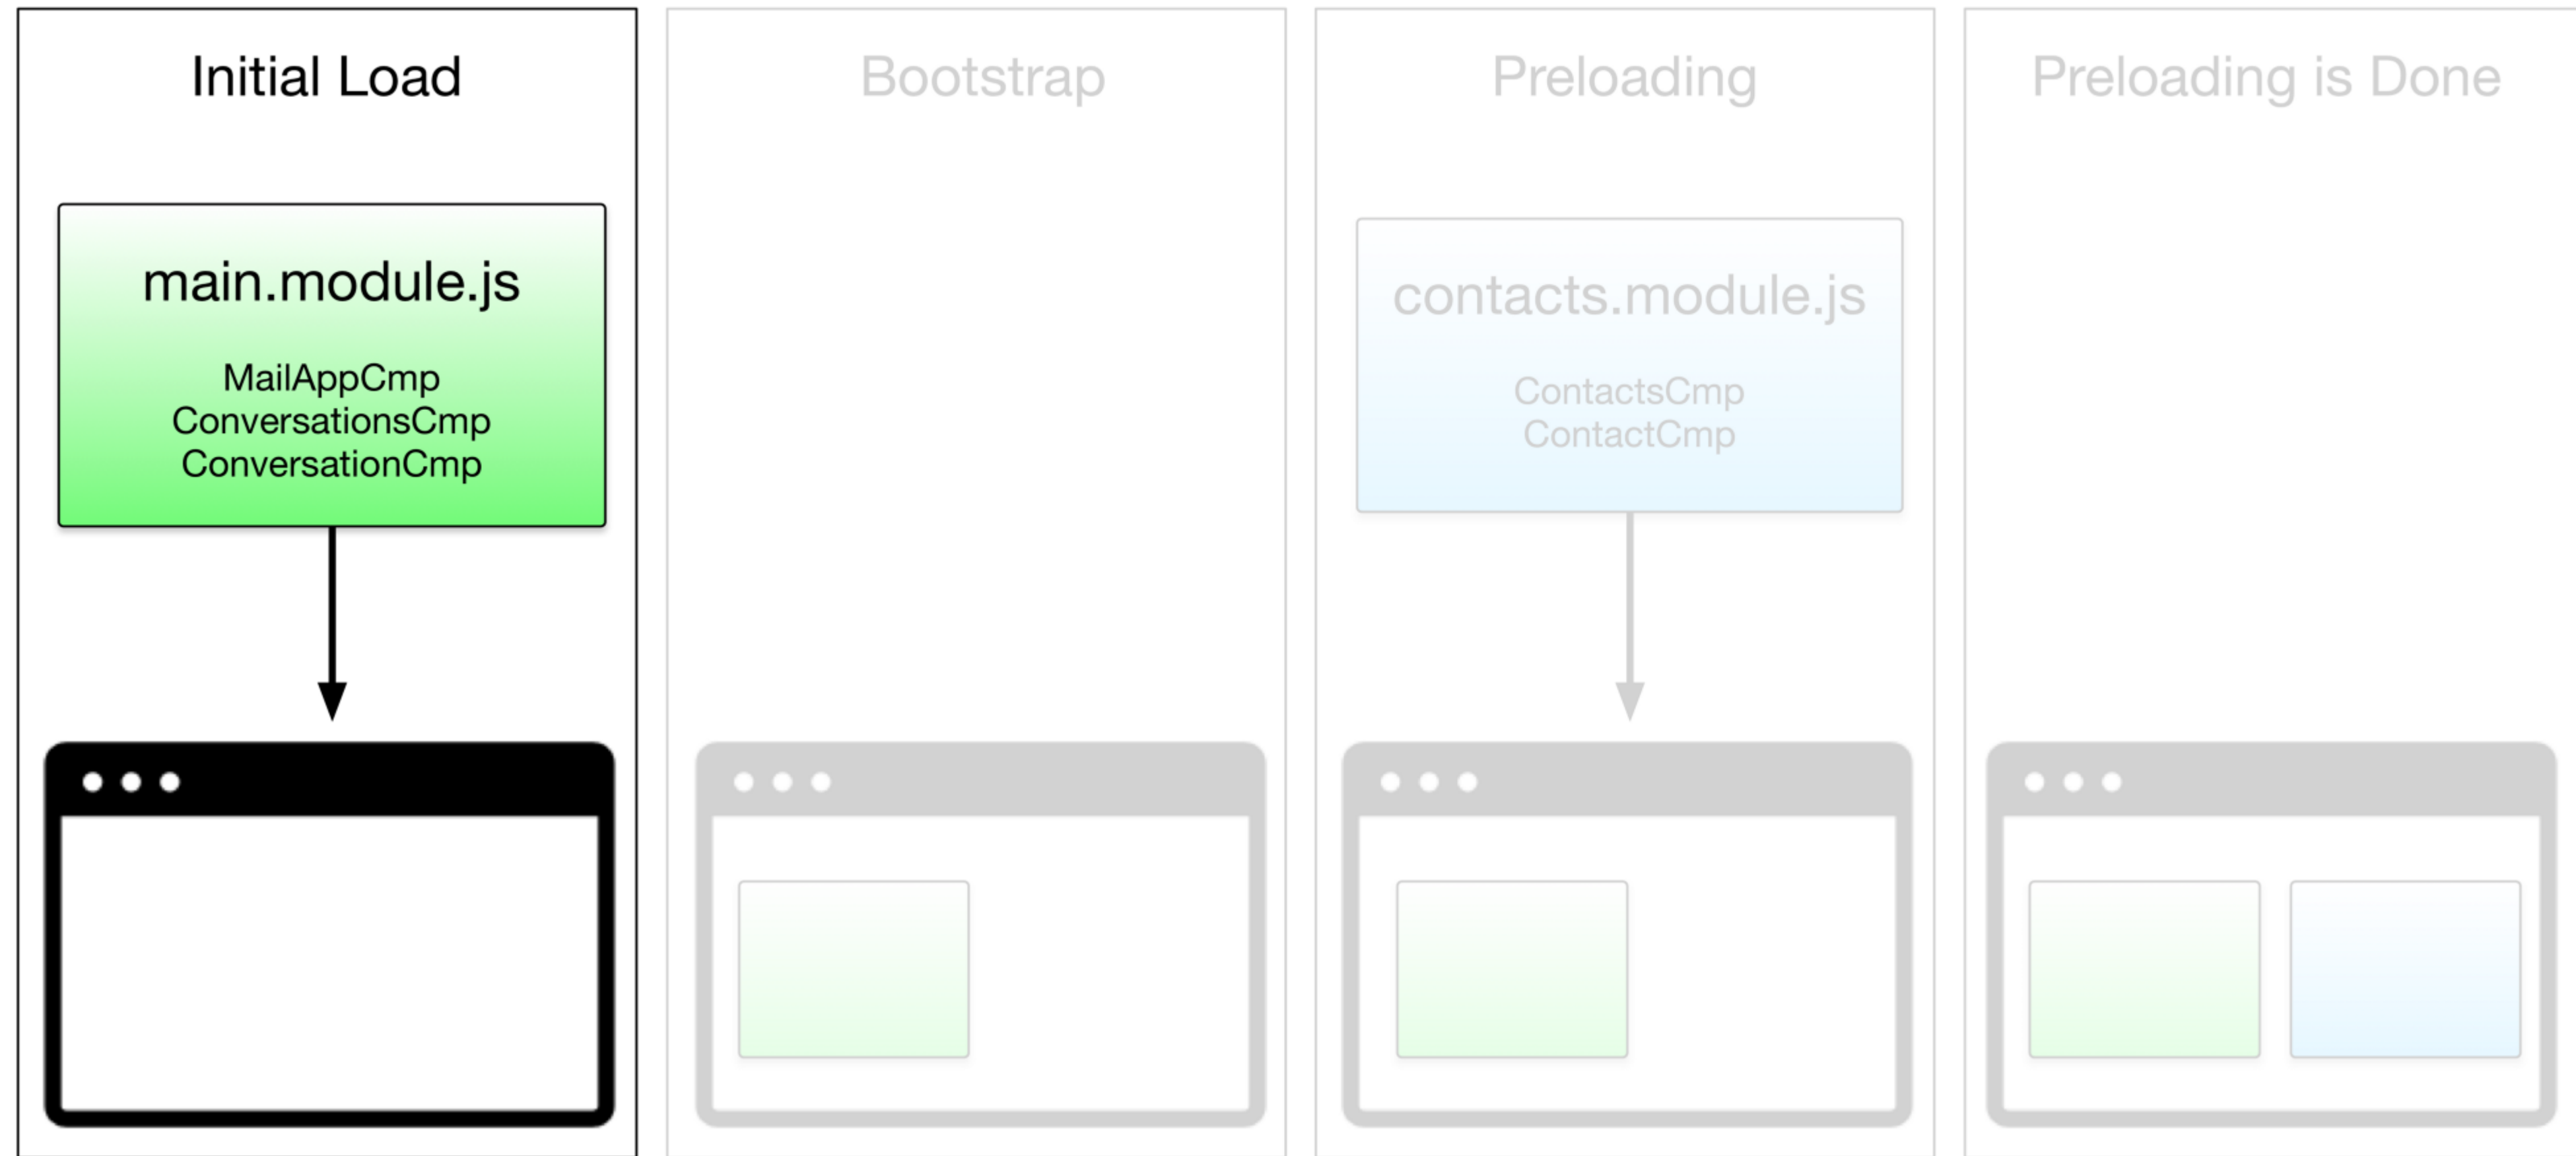 Initial Load
main.module.js
MailAppCmp
ConversationsCmp
ConversationCmp
Bootstrap
Preloading
contacts.module.js
ContactsCmp
ContactCmp
Preloading is Done